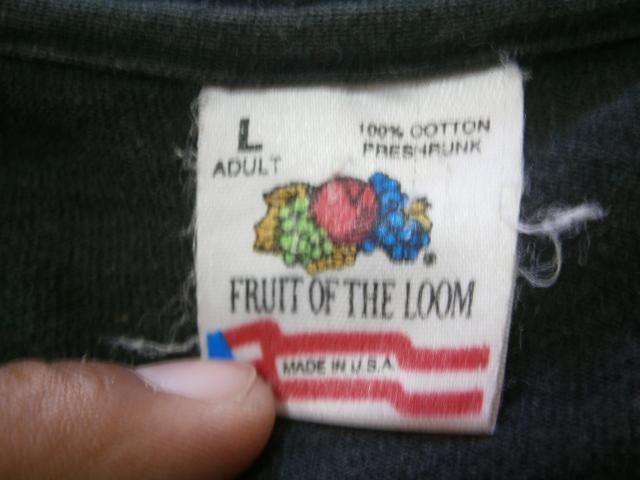 L
ADULT
100% COTTON
PRESHRUNK
FRUIT OF THE LOOM
MADE IN U.S.A.